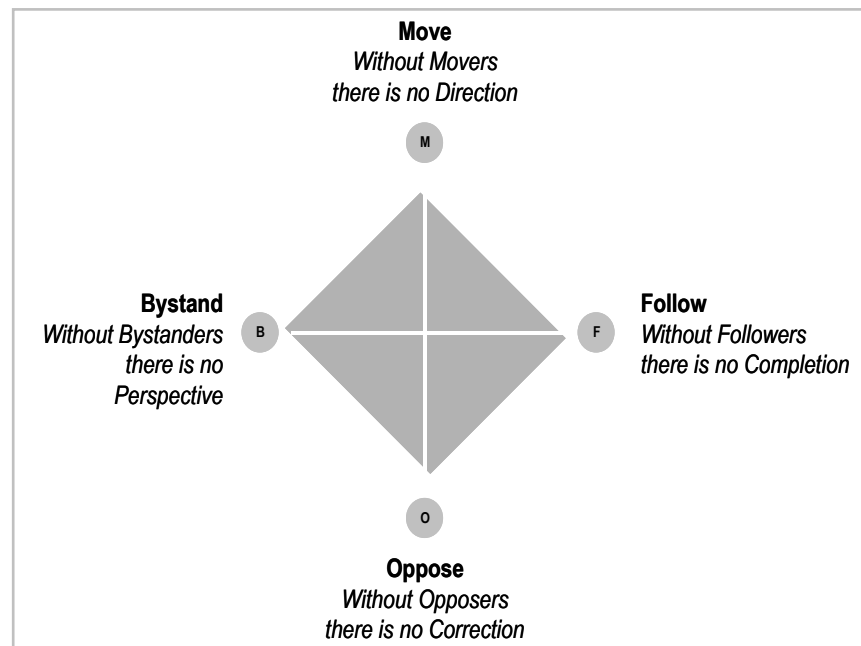 Move
Without Movers
there is no Direction
M
Bystand
Without Bystanders
there is no
Perspective
B
F
Follow
Without Followers
there is no Completion
O
Oppose
Without Opposers
there is no Correction